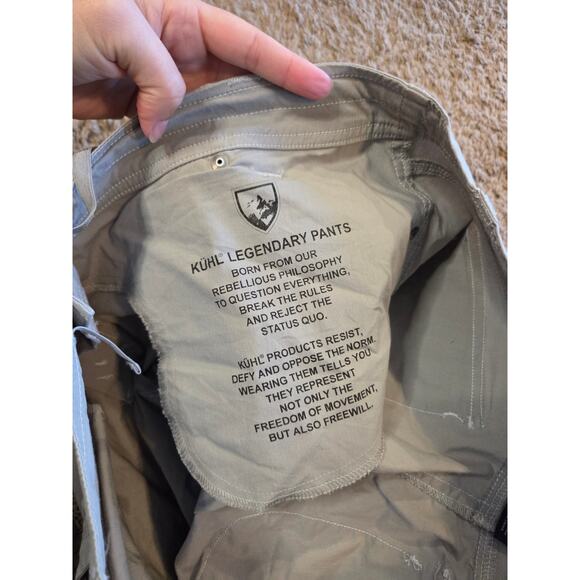 KÜHL® LEGENDARY PANTS
BORN FROM OUR
REBELLIOUS PHILOSOPHY
TO QUESTION EVERYTHING,
BREAK THE RULES
AND REJECT THE
STATUS QUO.
KÜHL® PRODUCTS RESIST,
DEFY AND OPPOSE THE NORM.
WEARING THEM TELLS YOU
THEY REPRESENT
NOT ONLY THE
FREEDOM OF MOVEMENT,
BUT ALSO FREEWILL.